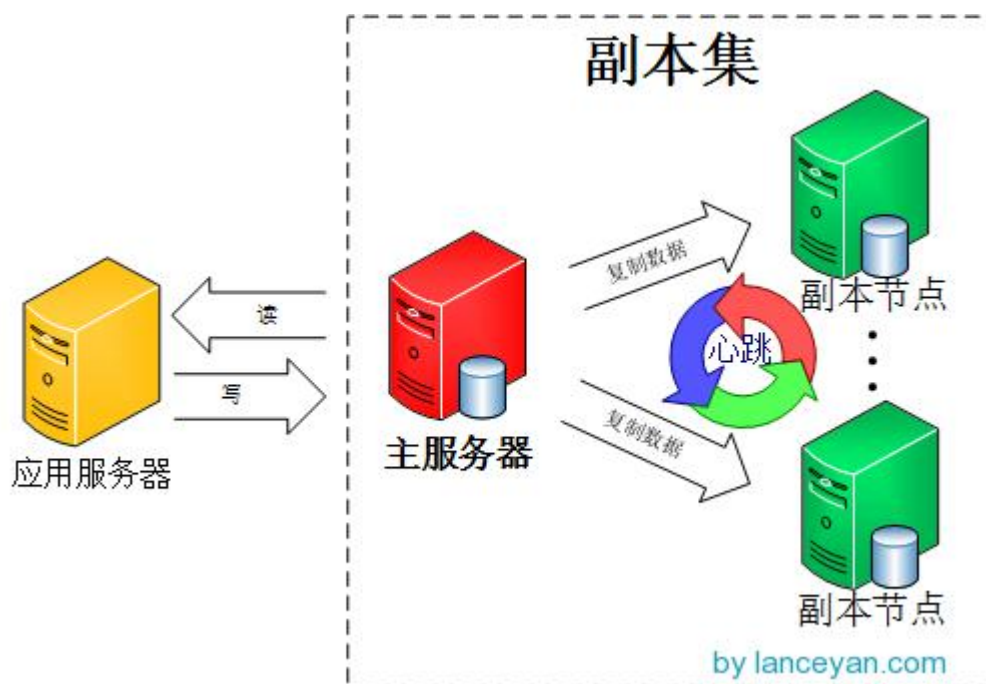 副本集
复制数据
副本节点
读
心跳
写
复制数据
主服务器
应用服务器
副本节点
by lanceyan.com